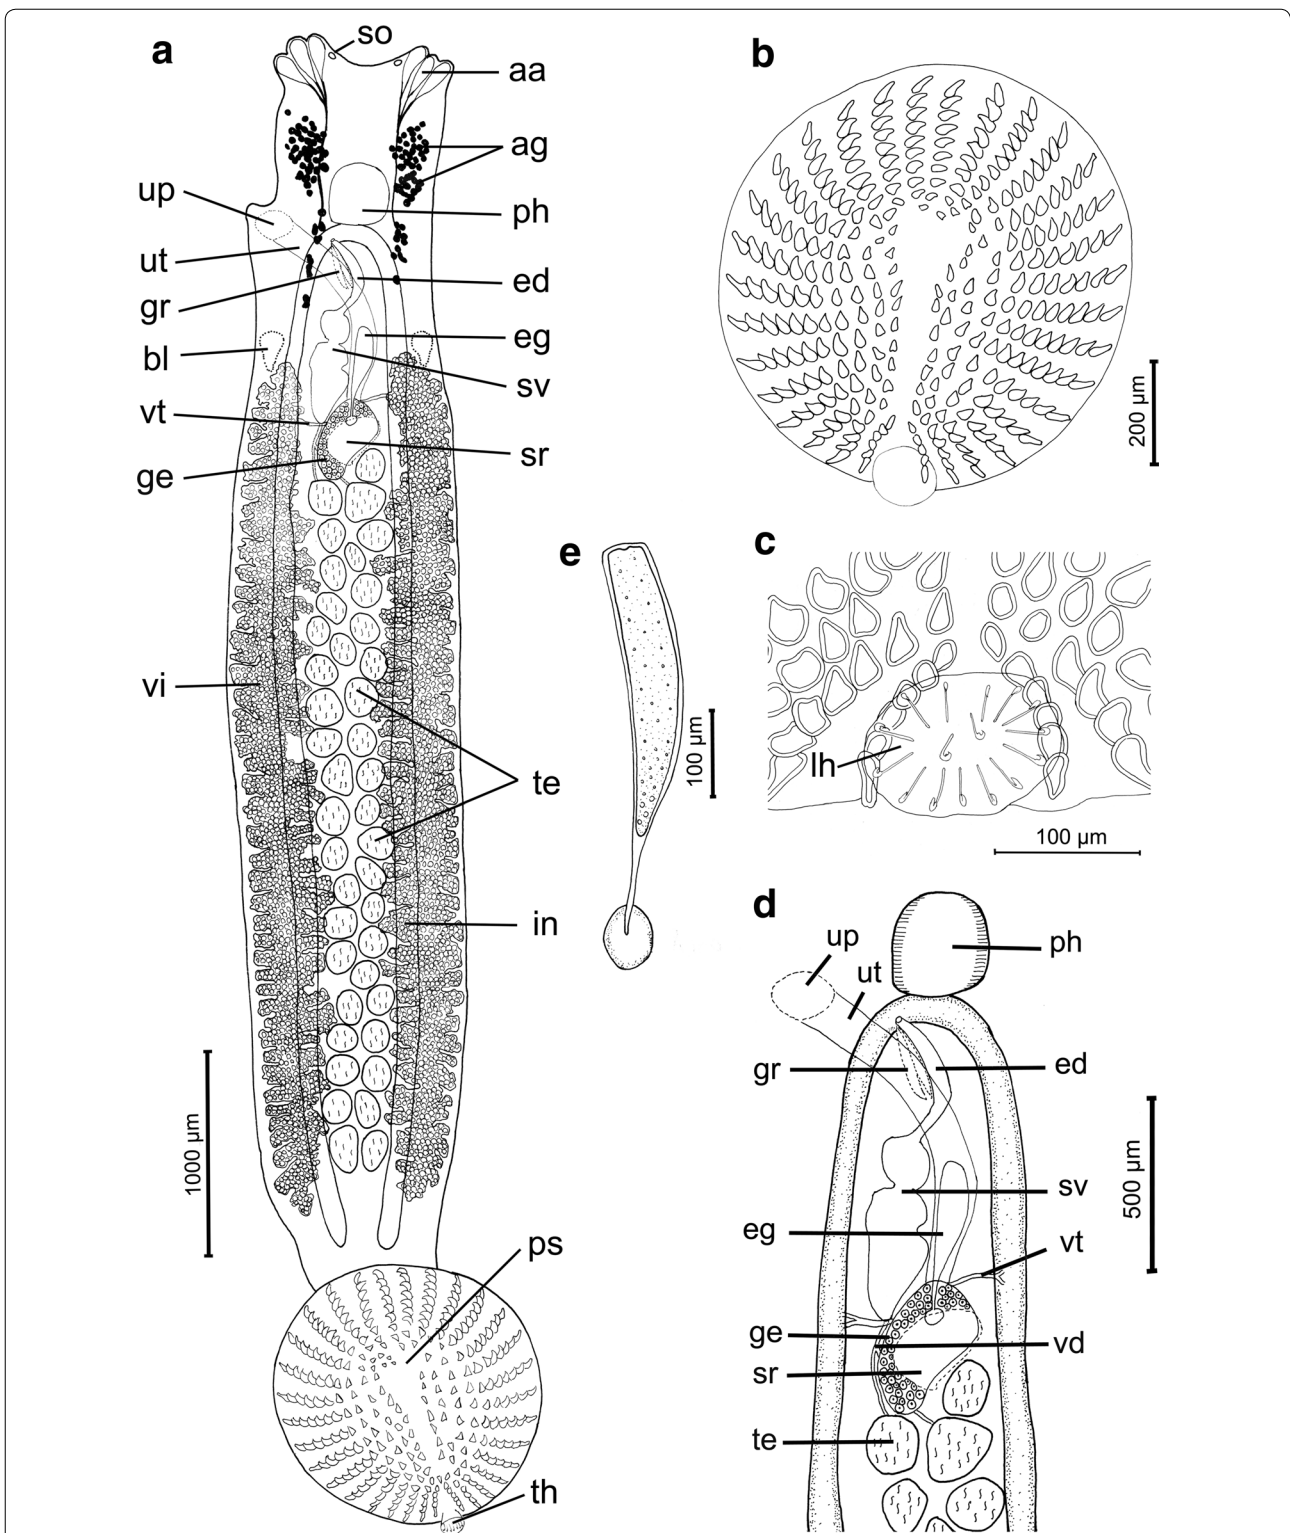 a
so
aa
ag
up
ph
ut
ed
gr
eg
bl
sv
vt
sr
ge
vi
te
in
1000 µm
ps
th
b
200 µm
c
lh
100 µm
e
100 µm
d
up
ut
ph
gr
ed
sv
eg
vt
500 µm
ge
vd
sr
te